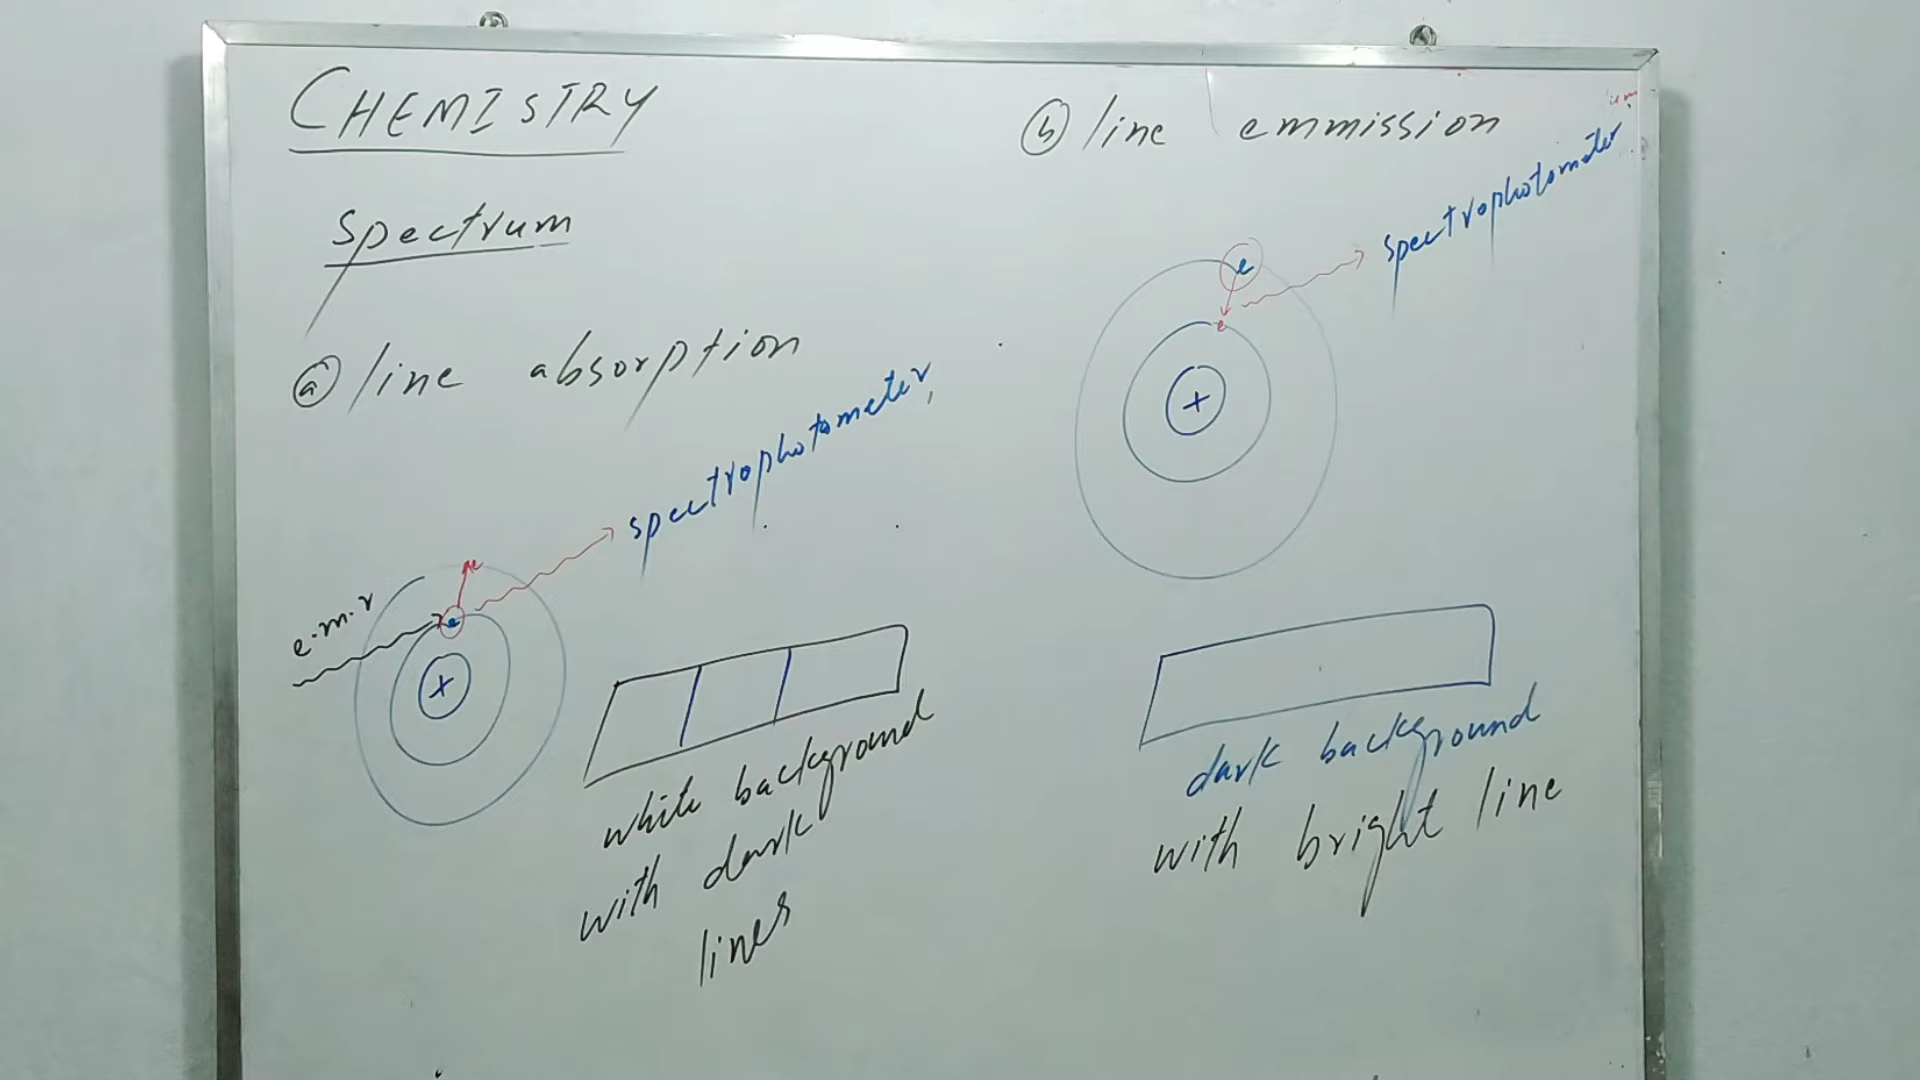 CHEMISTRY
Spectrum
ⓐ line absorption
spectrophotometer,
e.m.r
e
e
+
white background
with dark
lines
ⓑ line emmission
spectrophotometer
e
e
+
dark background
with bright line